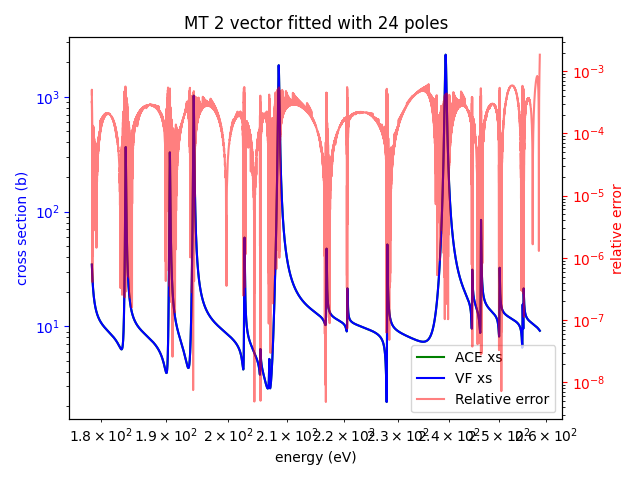 MT 2 vector fitted with 24 poles
cross section (b)
10³
10²
10¹
relative error
10⁻³
10⁻⁴
10⁻⁵
10⁻⁶
10⁻⁷
10⁻⁸
ACE xs
VF xs
Relative error
1.8 × 10² 1.9 × 10² 2 × 10² 2.1 × 10² 2.2 × 10² 2.3 × 10² 2.4 × 10² 2.5 × 10² 2.6 × 10²
energy (eV)